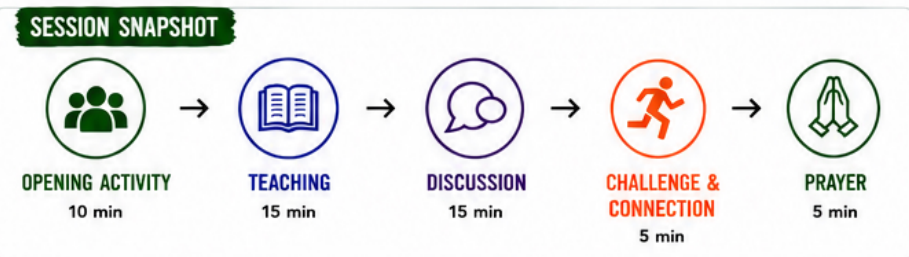 SESSION SNAPSHOT
OPENING ACTIVITY
10 min
TEACHING
15 min
DISCUSSION
15 min
CHALLENGE &
CONNECTION
5 min
PRAYER
5 min